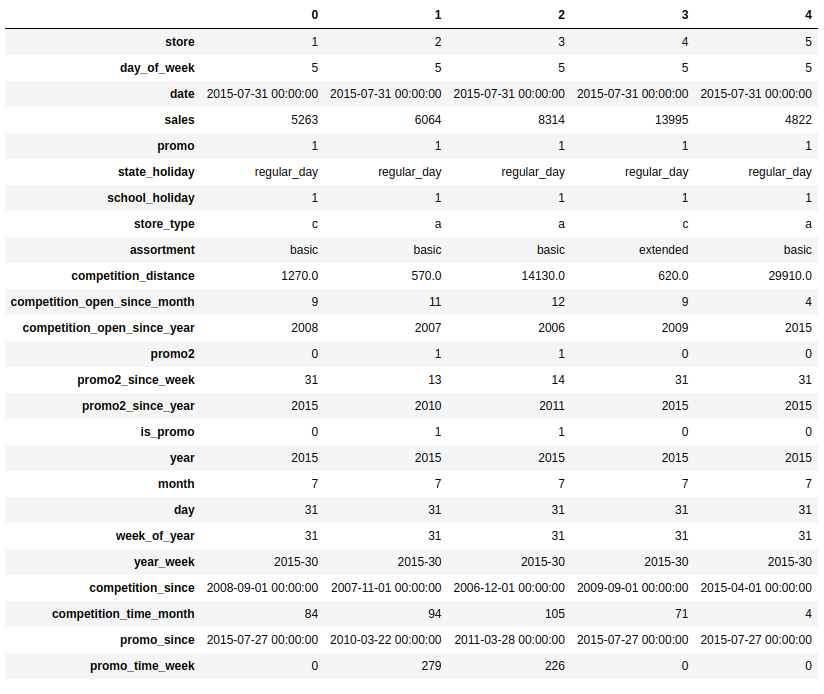 0 1 2 3 4
store 1 2 3 4 5
day_of_week 5 5 5 5 5
date 2015-07-31 00:00:00 2015-07-31 00:00:00 2015-07-31 00:00:00 2015-07-31 00:00:00 2015-07-31 00:00:00
sales 5263 6064 8314 13995 4822
promo 1 1 1 1 1
state_holiday regular_day regular_day regular_day regular_day regular_day
school_holiday 1 1 1 1 1
store_type c a a c a
assortment basic basic basic extended basic
competition_distance 1270.0 570.0 14130.0 620.0 29910.0
competition_open_since_month 9 11 12 9 4
competition_open_since_year 2008 2007 2006 2009 2015
promo2 0 1 1 0 0
promo2_since_week 31 13 14 31 31
promo2_since_year 2015 2010 2011 2015 2015
is_promo 0 1 1 0 0
year 2015 2015 2015 2015 2015
month 7 7 7 7 7
day 31 31 31 31 31
week_of_year 31 31 31 31 31
year_week 2015-30 2015-30 2015-30 2015-30 2015-30
competition_since 2008-09-01 00:00:00 2007-11-01 00:00:00 2006-12-01 00:00:00 2009-09-01 00:00:00 2015-04-01 00:00:00
competition_time_month 84 94 105 71 4
promo_since 2015-07-27 00:00:00 2010-03-22 00:00:00 2011-03-28 00:00:00 2015-07-27 00:00:00 2015-07-27 00:00:00
promo_time_week 0 279 226 0 0